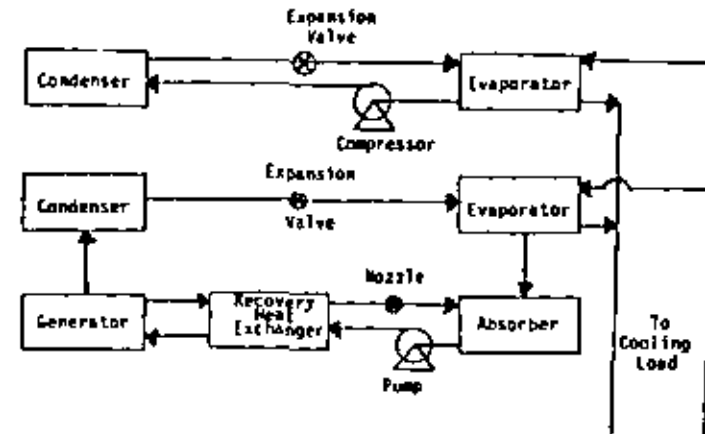 Expansion
Valve
Condenser
Evaporator
Compressor
Expansion
Condenser
Evaporator
Valve
Nozzle
Generator
Recovery
Heat
Exchanger
Absorber
To
Cooling
Load
Pump